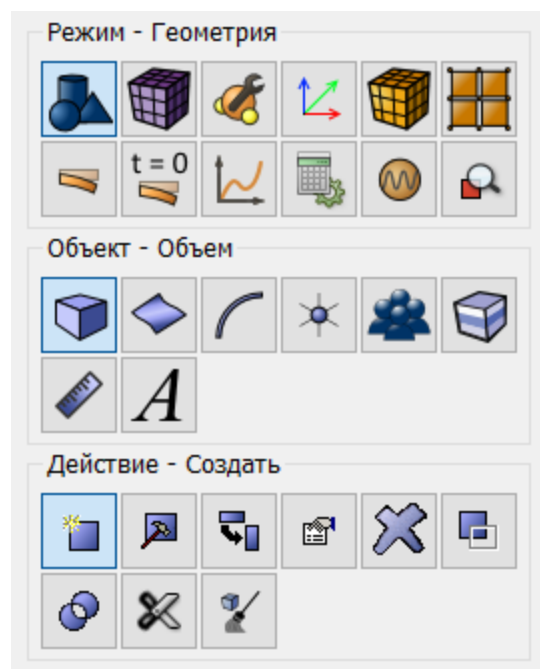 Режим - Геометрия
t = 0
Объект - Объем
A
Действие - Создать